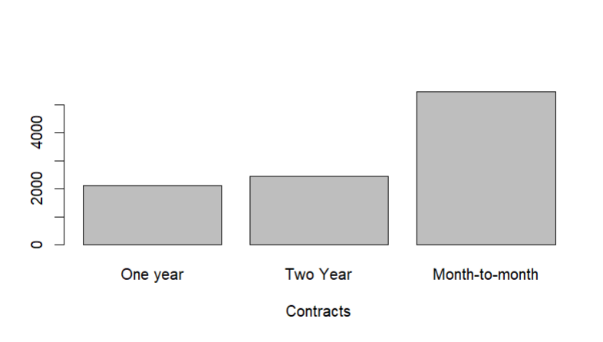 4000
2000
0
One year Two Year Month-to-month
Contracts